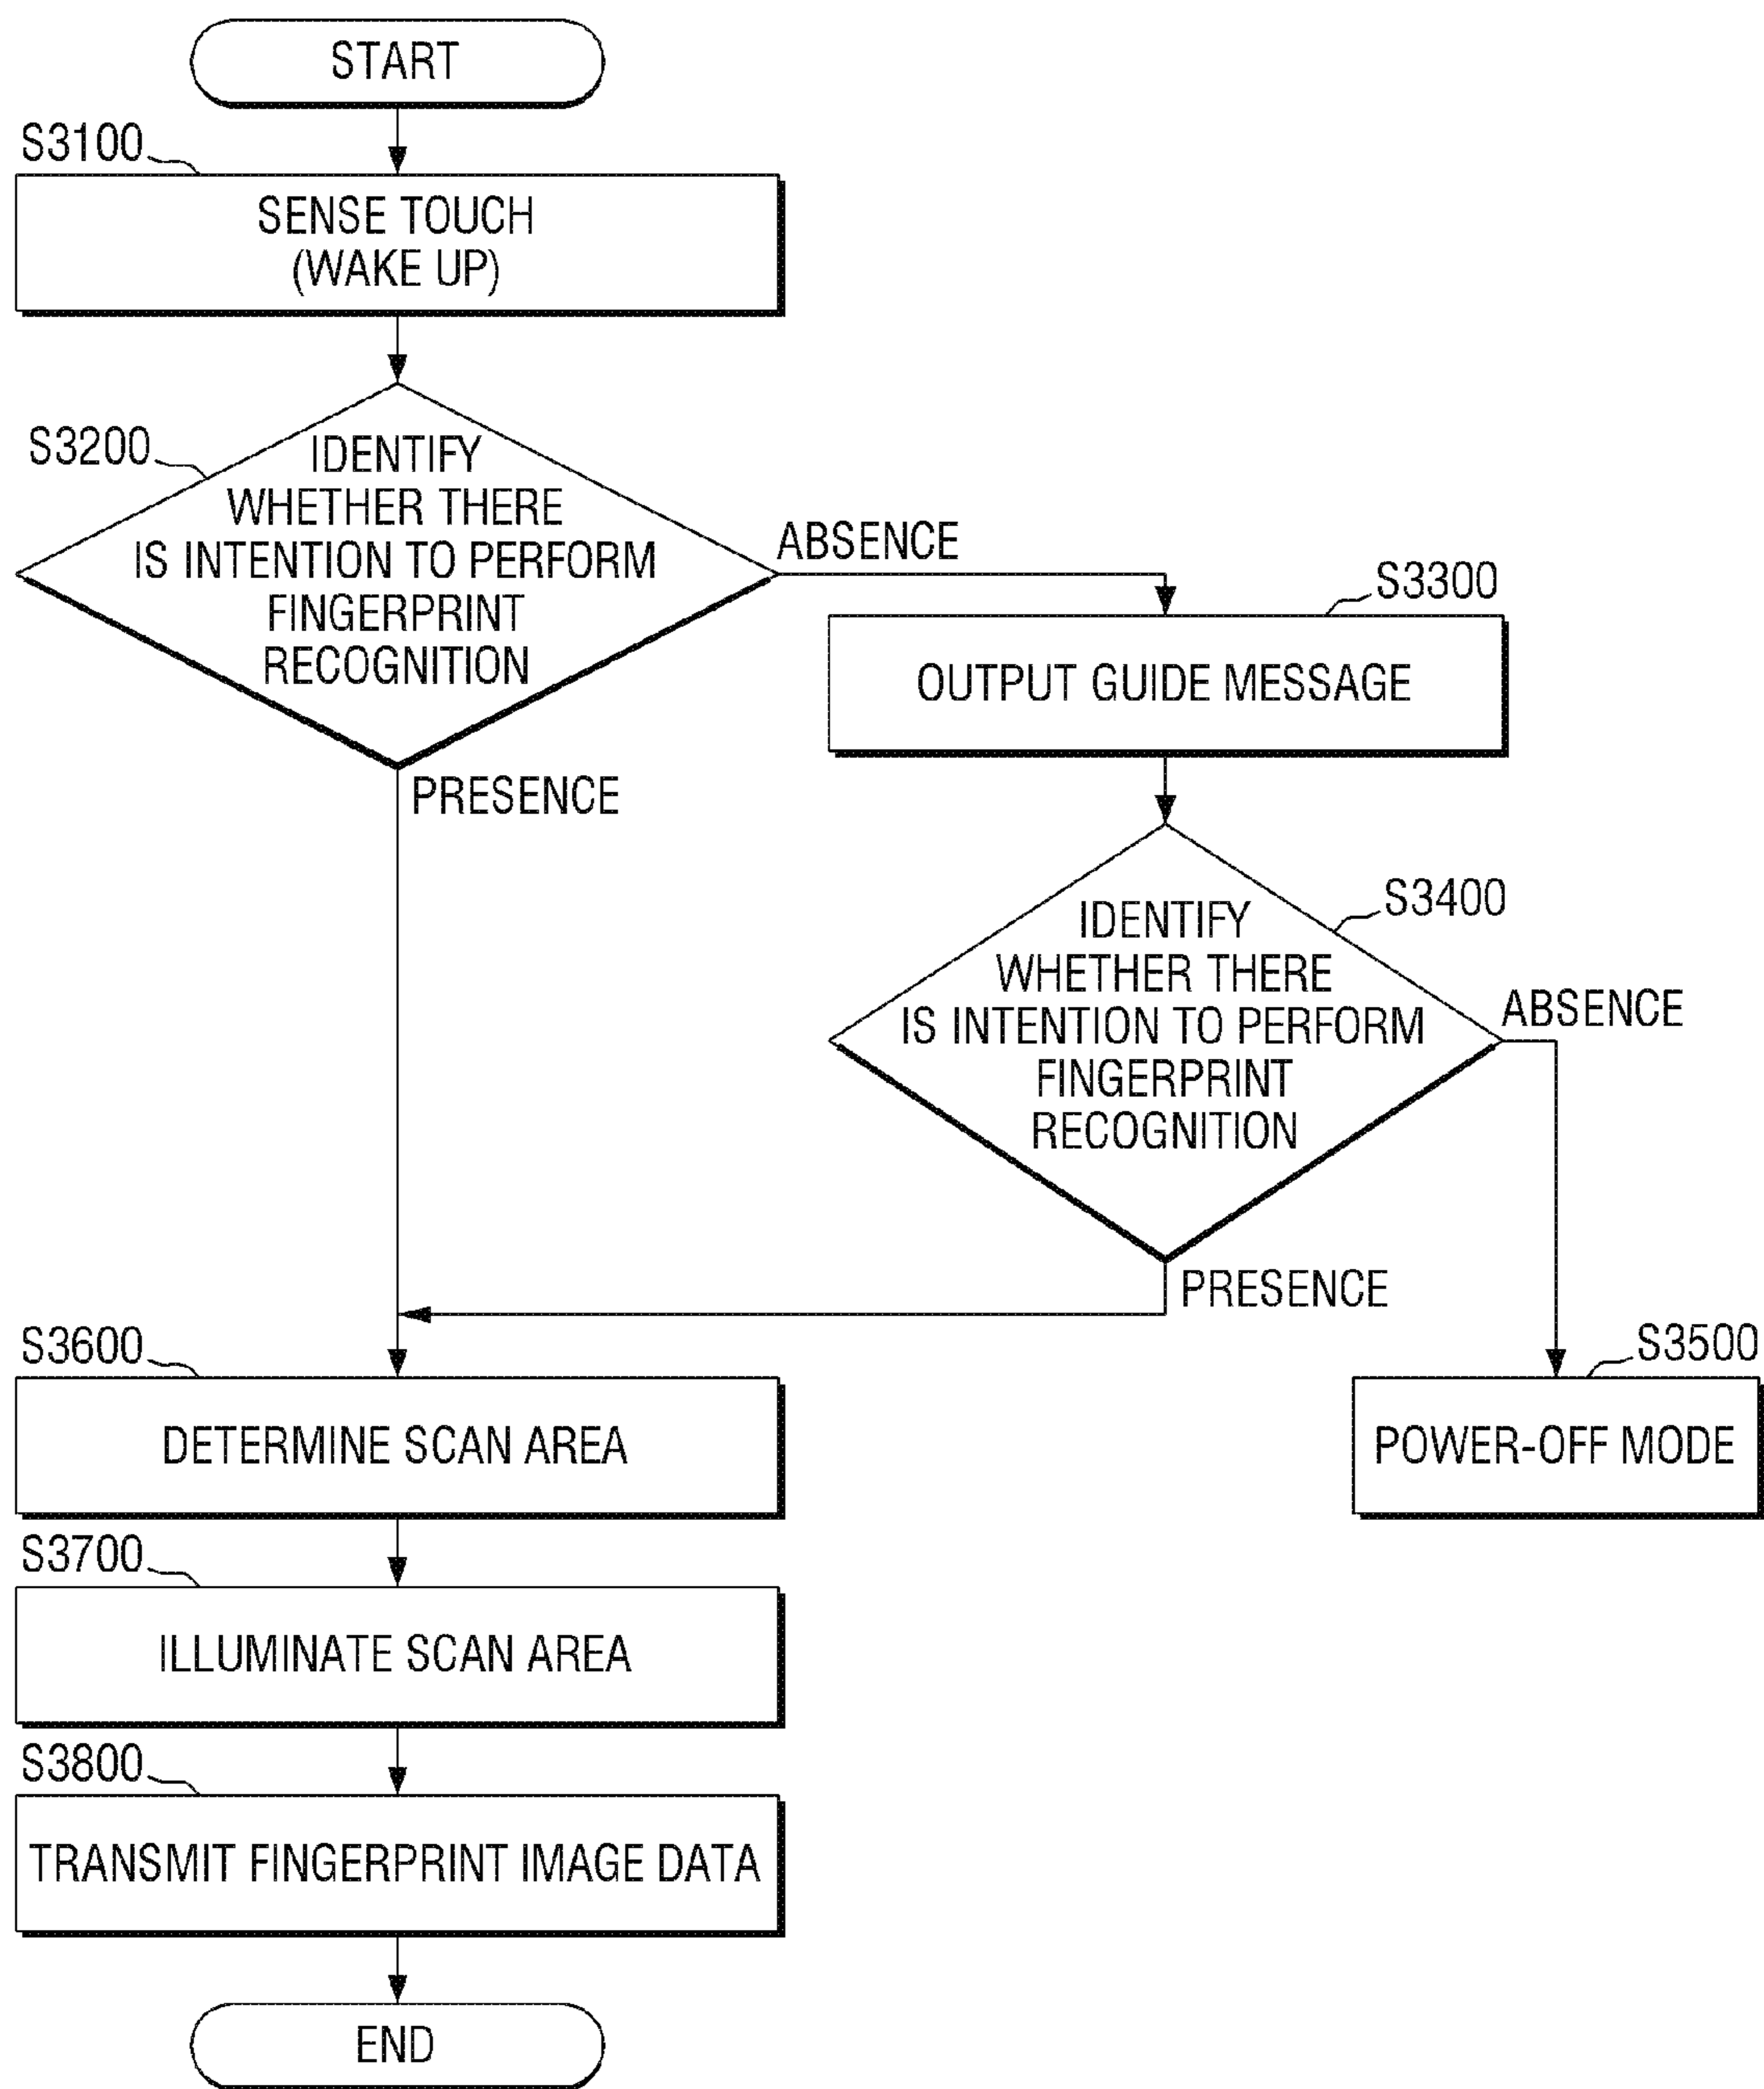 START
S3100
SENSE TOUCH
(WAKE UP)
S3200
IDENTIFY
WHETHER THERE
IS INTENTION TO PERFORM
FINGERPRINT
RECOGNITION
ABSENCE
PRESENCE
S3300
OUTPUT GUIDE MESSAGE
S3400
IDENTIFY
WHETHER THERE
IS INTENTION TO PERFORM
FINGERPRINT
RECOGNITION
ABSENCE
PRESENCE
S3500
POWER-OFF MODE
S3600
DETERMINE SCAN AREA
S3700
ILLUMINATE SCAN AREA
S3800
TRANSMIT FINGERPRINT IMAGE DATA
END